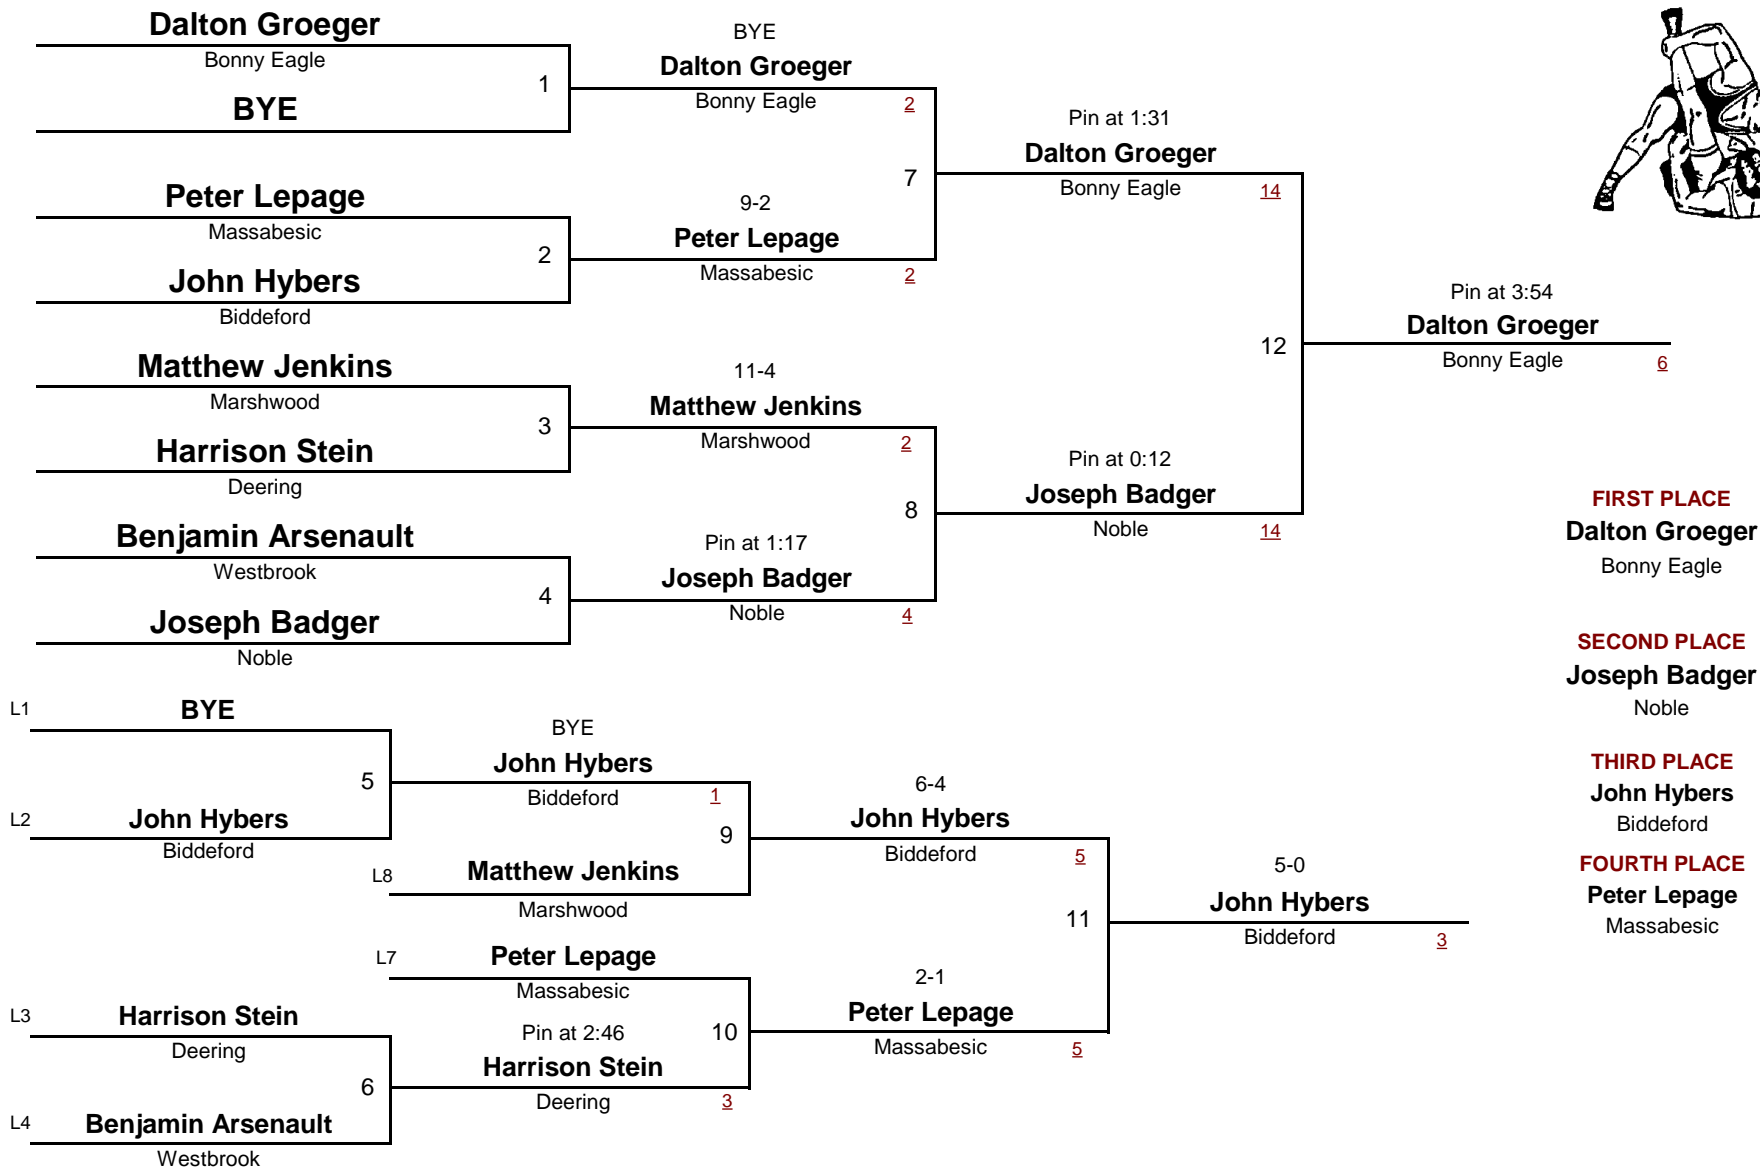 Dalton Groeger
Bonny Eagle
1
BYE
Peter Lepage
Massabesic
2
John Hybers
Biddeford
Matthew Jenkins
Marshwood
3
Harrison Stein
Deering
Benjamin Arsenault
Westbrook
4
Joseph Badger
Noble
BYE
Dalton Groeger
Bonny Eagle 2
7
9-2
Peter Lepage
Massabesic 2
11-4
Matthew Jenkins
Marshwood 2
8
Pin at 1:17
Joseph Badger
Noble 4
Pin at 1:31
Dalton Groeger
Bonny Eagle 14
12
Pin at 0:12
Joseph Badger
Noble 14
Pin at 3:54
Dalton Groeger
Bonny Eagle 6
FIRST PLACE
Dalton Groeger
Bonny Eagle
SECOND PLACE
Joseph Badger
Noble
THIRD PLACE
John Hybers
Biddeford
FOURTH PLACE
Peter Lepage
Massabesic
L1 BYE
5
L2 John Hybers
Biddeford
L3 Harrison Stein
Deering
6
L4 Benjamin Arsenault
Westbrook
BYE
John Hybers
Biddeford 1
9
L8 Matthew Jenkins
Marshwood
L7 Peter Lepage
Massabesic
10
Pin at 2:46
Harrison Stein
Deering 3
6-4
John Hybers
Biddeford 5
11
2-1
Peter Lepage
Massabesic 5
5-0
John Hybers
Biddeford 3